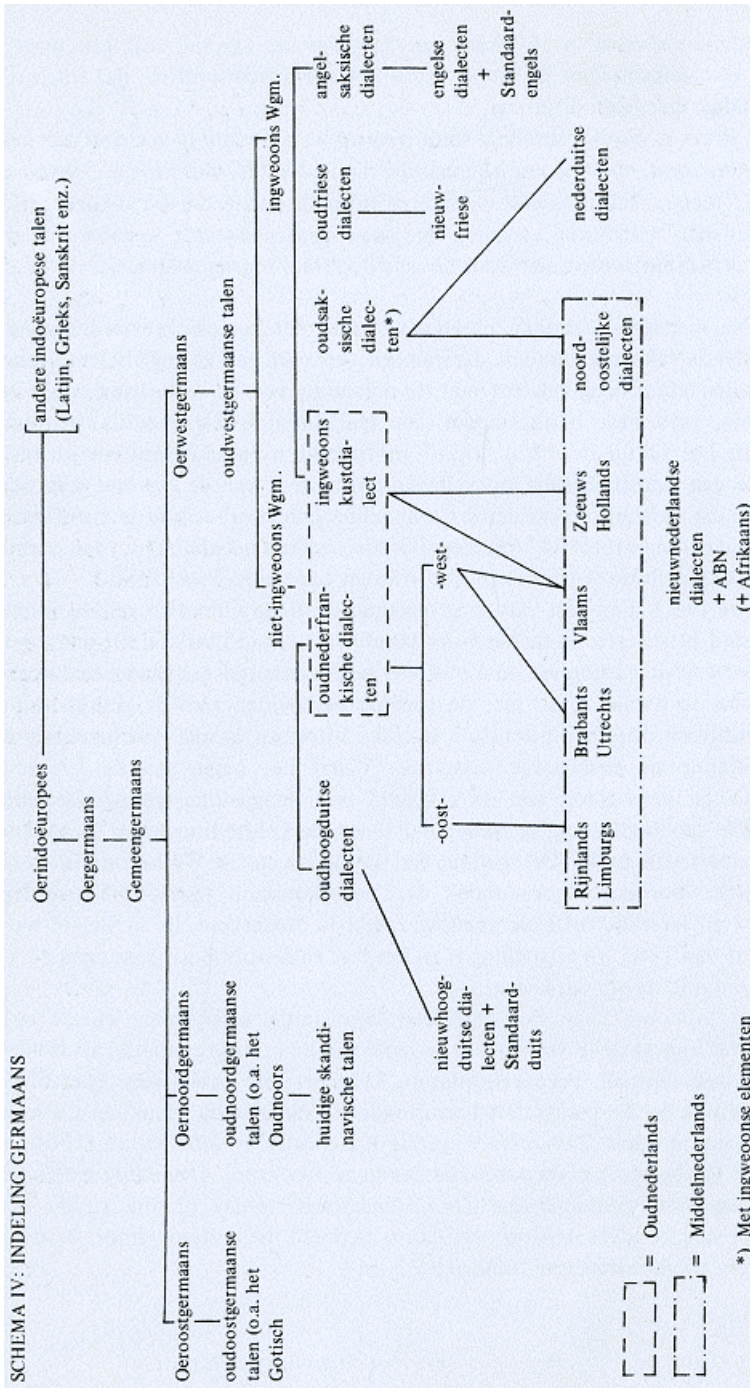 SCHEMA IV: INDELING GERMAANS
Oerindoëuropees
andere indoëuropese talen
(Latijn, Grieks, Sanskrit enz.)
Oergermaans
Gemeengermaans
Oeroostgermaans
oudoostgermaanse
talen (o.a. het
Gotisch
Oernoordgermaans
oudnoordgermaanse
talen (o.a. het
Oudnoors
huidige skandi-
navische talen
Oerwestgermaans
oudwestgermaanse talen
niet-ingweoons Wgm.
ingweoons Wgm.
oudhoogduitse
dialecten
oudnederfran-
kische dialec-
ten
ingweoons
kustdia-
lect
oudsak-
sische
dialec-
ten*)
oudfriese
dialecten
angel-
saksische
dialecten
nieuwhoog-
duitse dia-
lecten +
Standaard-
duits
-oost-
-west-
nieuw-
friese
engelse
dialecten
+
Standaard-
engels
Rijnlands
Limburgs
Brabants
Utrechts
Vlaams
Zeeuws
Hollands
noord-
oostelijke
dialecten
nederduitse
dialecten
nieuwnederlandse
dialecten
+ ABN
(+ Afrikaans)
= Oudnederlands
= Middelnederlands
*) Met ingweoonse elementen